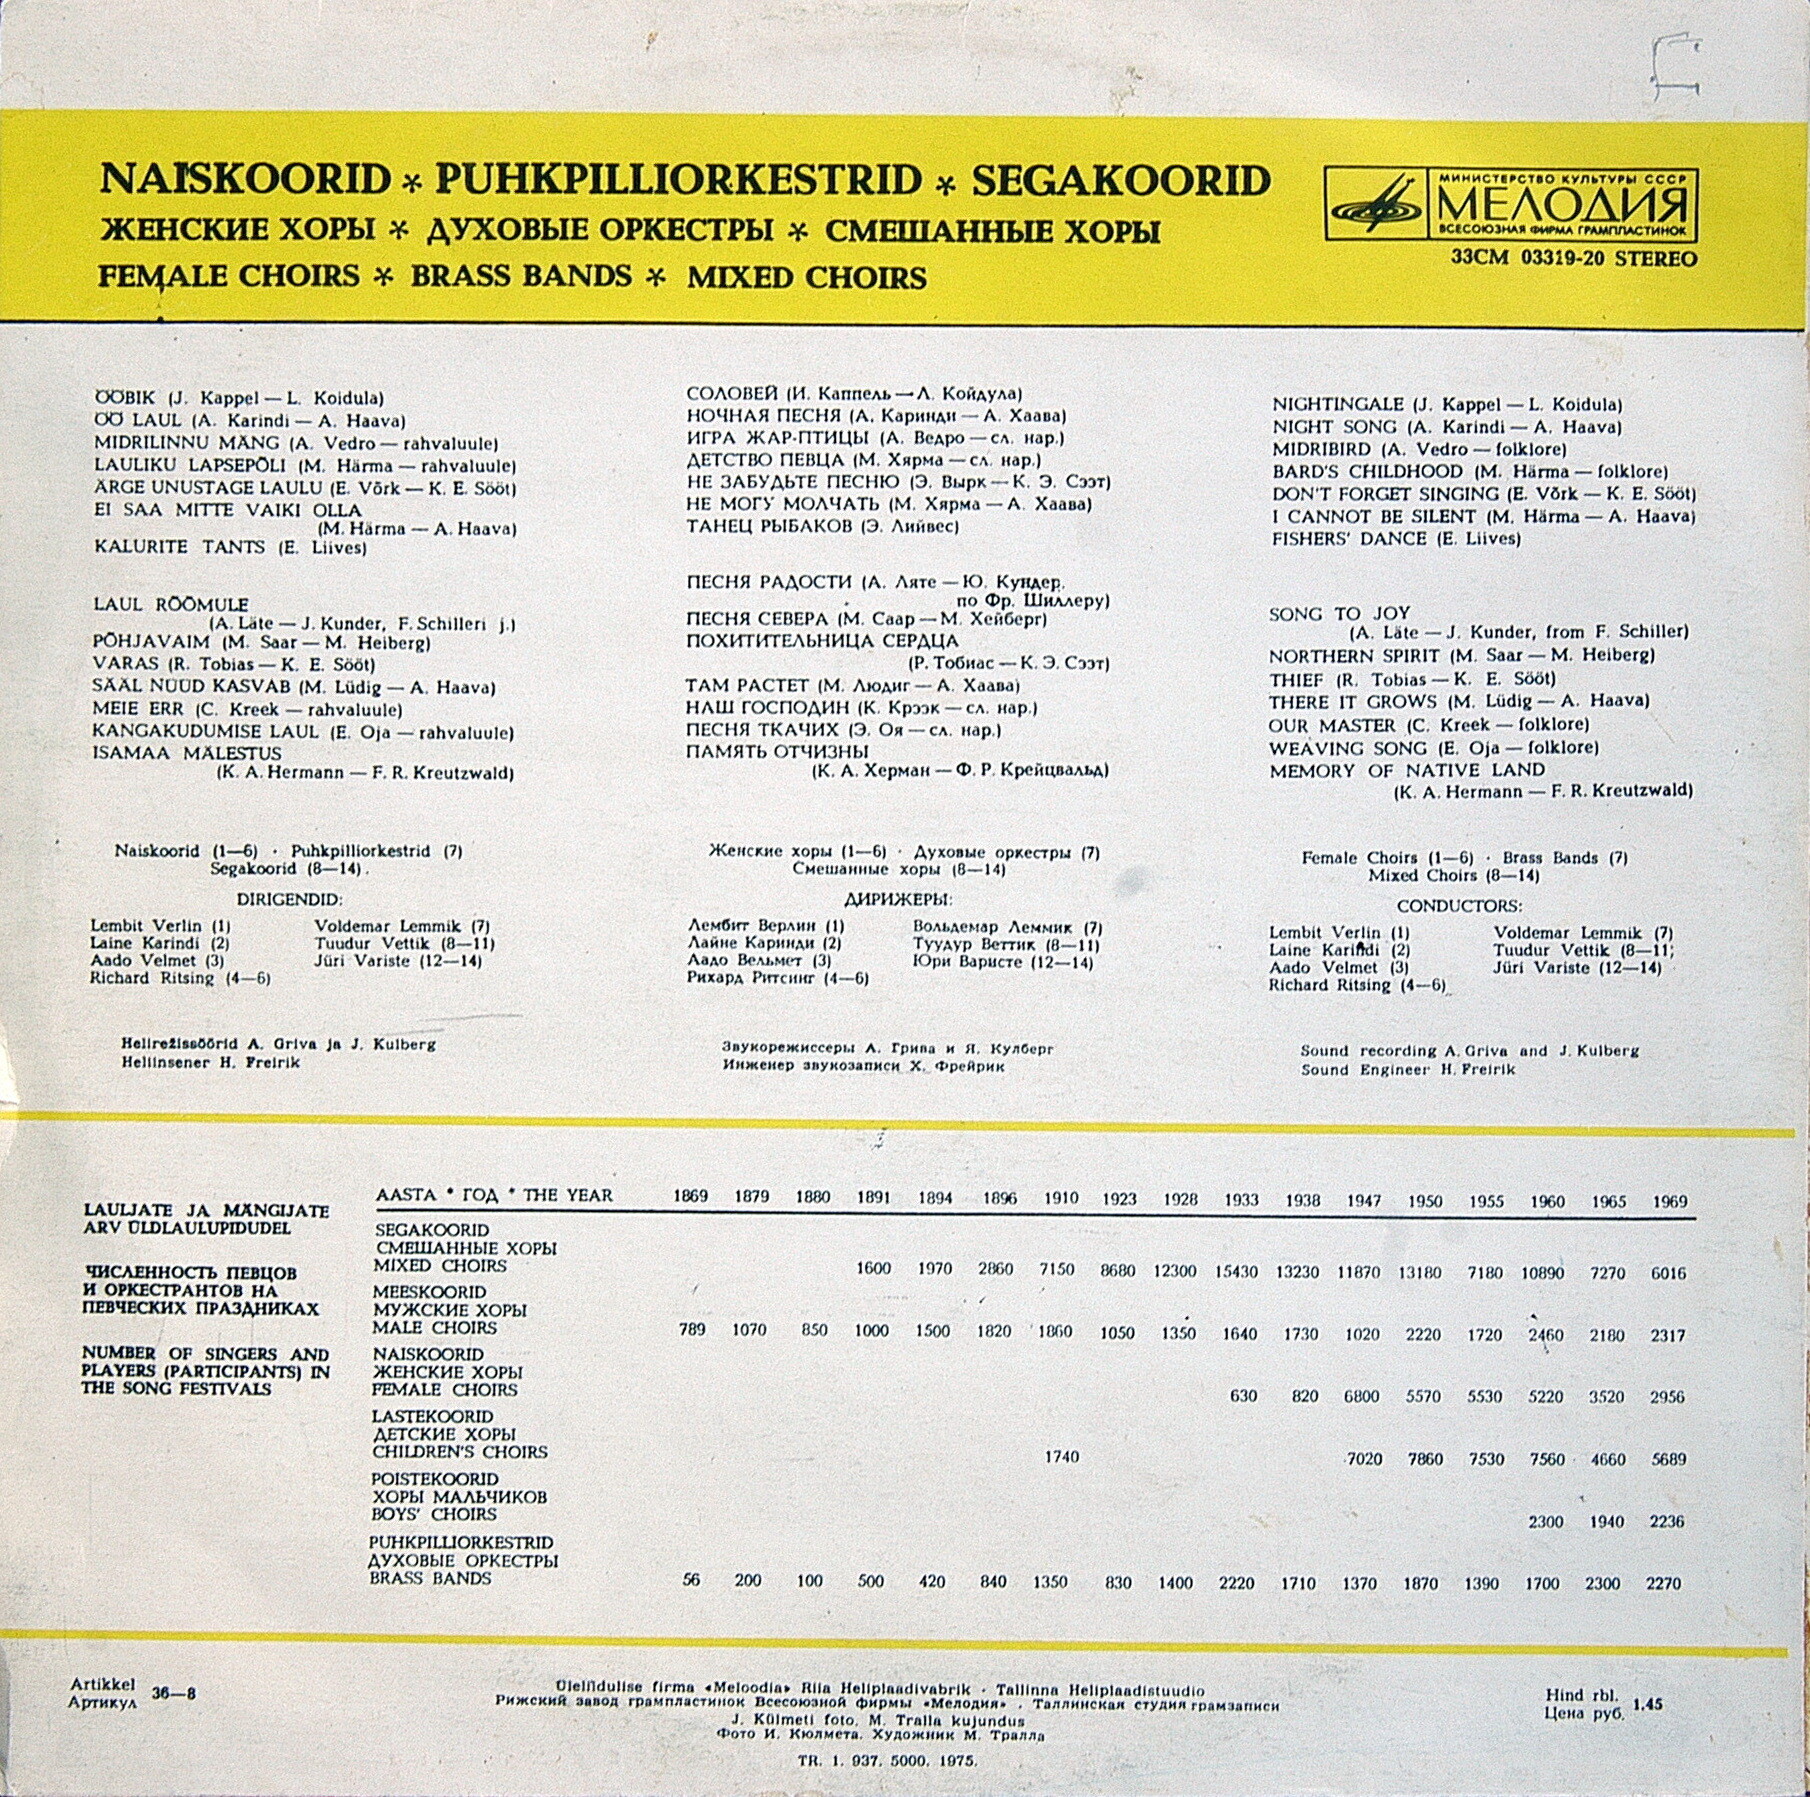 NAISKOORID * PUHKPILLIORKESTRID * SEGAKOORID
ЖЕНСКИЕ ХОРЫ * ДУХОВЫЕ ОРКЕСТРЫ * СМЕШАННЫЕ ХОРЫ
FEMALE CHOIRS * BRASS BANDS * MIXED CHOIRS
МИНИСТЕРСТВО КУЛЬТУРЫ СССР
МЕЛОДИЯ
ВСЕСОЮЗНАЯ ФИРМА ГРАМПЛАСТИНОК
33СМ 03319-20 STEREO
ÖÖBIK (J. Kappel — L. Koidula)
ÖÖ LAUL (A. Karindi — A. Haava)
MIDRILINNU MÄNG (A. Vedro — rahvaluule)
LAULIKU LAPSEPÕLI (M. Härma — rahvaluule)
ÄRGE UNUSTAGE LAULU (E. Võrk — K. E. Sööt)
EI SAA MITTE VAIKI OLLA
(M. Härma — A. Haava)
KALURITE TANTS (E. Liives)
LAUL RÕÕMULE
(A. Läte — J. Kunder, F. Schilleri j.)
PÕHJAVAIM (M. Saar — M. Heiberg)
VARAS (R. Tobias — K. E. Sööt)
SÄÄL NÜÜD KASVAB (M. Lüdig — A. Haava)
MEIE ERR (C. Kreek — rahvaluule)
KANGAKUDUMISE LAUL (E. Oja — rahvaluule)
ISAMAA MÄLESTUS
(K. A. Hermann — F. R. Kreutzwald)
Naiskoorid (1—6) · Puhkpilliorkestrid (7)
Segakoorid (8—14).
DIRIGENDID:
Lembit Verlin (1) Voldemar Lemmik (7)
Laine Karindi (2) Tuudur Vettik (8—11)
Aado Velmet (3) Jüri Variste (12—14)
Richard Ritsing (4—6)
Helirežissöörid A. Griva ja J. Kulberg
Heliinsener H. Freirik
СОЛОВЕЙ (И. Каппель — Л. Койдула)
НОЧНАЯ ПЕСНЯ (А. Каринди — А. Хаава)
ИГРА ЖАР-ПТИЦЫ (А. Ведро — сл. нар.)
ДЕТСТВО ПЕВЦА (М. Хярма — сл. нар.)
НЕ ЗАБУДЬТЕ ПЕСНЮ (Э. Вырк — К. Э. Сээт)
НЕ МОГУ МОЛЧАТЬ (М. Хярма — А. Хаава)
ТАНЕЦ РЫБАКОВ (Э. Лийвес)
ПЕСНЯ РАДОСТИ (А. Ляте — Ю. Кундер,
по Фр. Шиллеру)
ПЕСНЯ СЕВЕРА (М. Саар — М. Хейберг)
ПОХИТИТЕЛЬНИЦА СЕРДЦА
(Р. Тобиас — К. Э. Сээт)
ТАМ РАСТЕТ (М. Людиг — А. Хаава)
НАШ ГОСПОДИН (К. Крээк — сл. нар.)
ПЕСНЯ ТКАЧИХ (Э. Оя — сл. нар.)
ПАМЯТЬ ОТЧИЗНЫ
(К. А. Херман — Ф. Р. Крейцвальд)
Женские хоры (1—6) · Духовые оркестры (7)
Смешанные хоры (8—14)
ДИРИЖЕРЫ:
Лембит Верлин (1) Вольдемар Леммик (7)
Лайне Каринди (2) Туудур Веттик (8—11)
Аадо Вельмет (3) Юри Варисте (12—14)
Рихард Ритсинг (4—6)
Звукорежиссеры А. Грива и Я. Кулберг
Инженер звукозаписи Х. Фрейрик
NIGHTINGALE (J. Kappel — L. Koidula)
NIGHT SONG (A. Karindi — A. Haava)
MIDRIBIRD (A. Vedro — folklore)
BARD'S CHILDHOOD (M. Härma — folklore)
DON'T FORGET SINGING (E. Võrk — K. E. Sööt)
I CANNOT BE SILENT (M. Härma — A. Haava)
FISHERS' DANCE (E. Liives)
SONG TO JOY
(A. Läte — J. Kunder, from F. Schiller)
NORTHERN SPIRIT (M. Saar — M. Heiberg)
THIEF (R. Tobias — K. E. Sööt)
THERE IT GROWS (M. Lüdig — A. Haava)
OUR MASTER (C. Kreek — folklore)
WEAVING SONG (E. Oja — folklore)
MEMORY OF NATIVE LAND
(K. A. Hermann — F. R. Kreutzwald)
Female Choirs (1—6) · Brass Bands (7)
Mixed Choirs (8—14)
CONDUCTORS:
Lembit Verlin (1) Voldemar Lemmik (7)
Laine Karindi (2) Tuudur Vettik (8—11;
Aado Velmet (3) Jüri Variste (12—14)
Richard Ritsing (4—6)
Sound recording A. Griva and J. Kulberg
Sound Engineer H. Freirik
LAULJATE JA MÄNGIJATE
ARV ÜLDLAULUPIDUDEL
ЧИСЛЕННОСТЬ ПЕВЦОВ
И ОРКЕСТРАНТОВ НА
ПЕВЧЕСКИХ ПРАЗДНИКАХ
NUMBER OF SINGERS AND
PLAYERS (PARTICIPANTS) IN
THE SONG FESTIVALS
AASTA * ГОД * THE YEAR 1869 1879 1880 1891 1894 1896 1910 1923 1928 1933 1938 1947 1950 1955 1960 1965 1969
SEGAKOORID
СМЕШАННЫЕ ХОРЫ
MIXED CHOIRS 1600 1970 2860 7150 8680 12300 15430 13230 11870 13180 7180 10890 7270 6016
MEESKOORID
МУЖСКИЕ ХОРЫ
MALE CHOIRS 789 1070 850 1000 1500 1820 1860 1050 1350 1640 1730 1020 2220 1720 2460 2180 2317
NAISKOORID
ЖЕНСКИЕ ХОРЫ
FEMALE CHOIRS 630 820 6800 5570 5530 5220 3520 2956
LASTEKOORID
ДЕТСКИЕ ХОРЫ
CHILDREN'S CHOIRS 1740 7020 7860 7530 7560 4660 5689
POISTEKOORID
ХОРЫ МАЛЬЧИКОВ
BOYS' CHOIRS 2300 1940 2236
PUHKPILLIORKESTRID
ДУХОВЫЕ ОРКЕСТРЫ
BRASS BANDS 56 200 100 500 420 840 1350 830 1400 2220 1710 1370 1870 1390 1700 2300 2270
Artikkel
Артикул 36—8
Üleliidulise firma «Meloodia» Riia Heliplaadivabrik · Tallinna Heliplaadistuudio
Рижский завод грампластинок Всесоюзной фирмы «Мелодия» . Таллинская студия грамзаписи
J. Külmeti foto, M. Tralla kujundus
Фото И. Кюлмета. Художник М. Тралла
TR. 1. 937. 5000. 1975.
Hind rbl.
Цена руб. 1.45